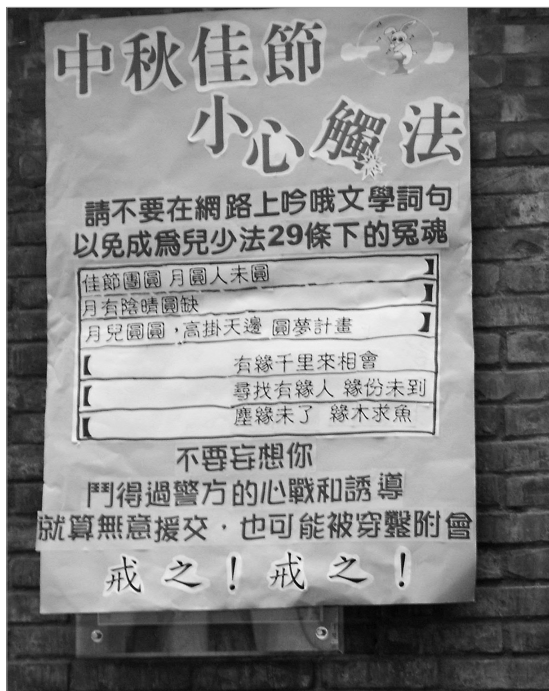 中秋佳節
小心觸法
請不要在網路上吟哦文學詞句
以免成爲兒少法29條下的冤魂
佳節團圓 月圓人未圓 】
月有陰晴圓缺 】
月兒圓圓，高掛天邊 圓夢計畫 】
【 有緣千里來相會
【 尋找有緣人 緣份未到
【 塵緣未了 緣木求魚
不要妄想你
鬥得過警方的心戰和誘導
就算無意援交，也可能被穿鑿附會
戒之！戒之！